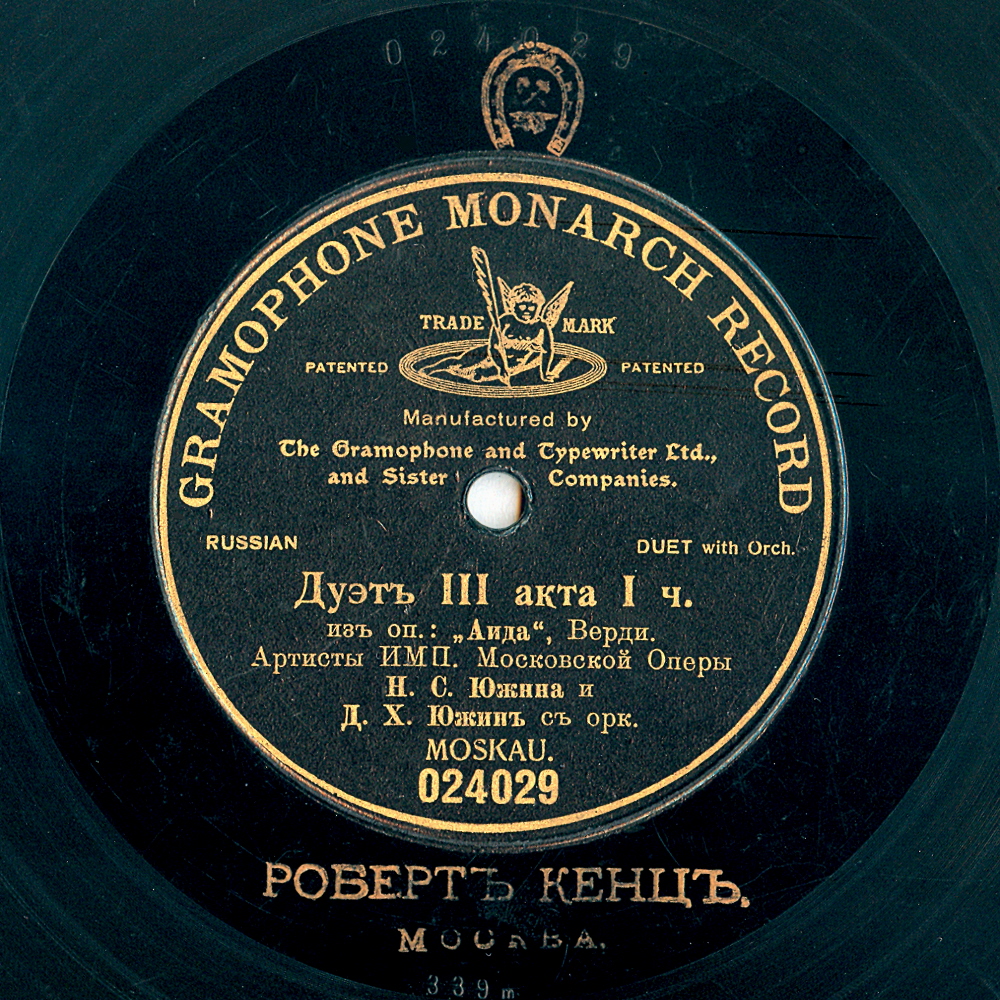 024029
GRAMOPHONE MONARCH RECORD
TRADE MARK
PATENTED PATENTED
Manufactured by
The Gramophone and Typewriter Ltd.,
and Sister Companies.
RUSSIAN DUET with Orch.
Дуэтъ III акта I ч.
изъ оп.: „Аида“, Верди.
Артисты ИМП. Московской Оперы
Н. С. Южина и
Д. Х. Южинъ съ орк.
MOSKAU.
024029
РОБЕРТЪ КЕНЦЪ.
МОСКВА.
339m